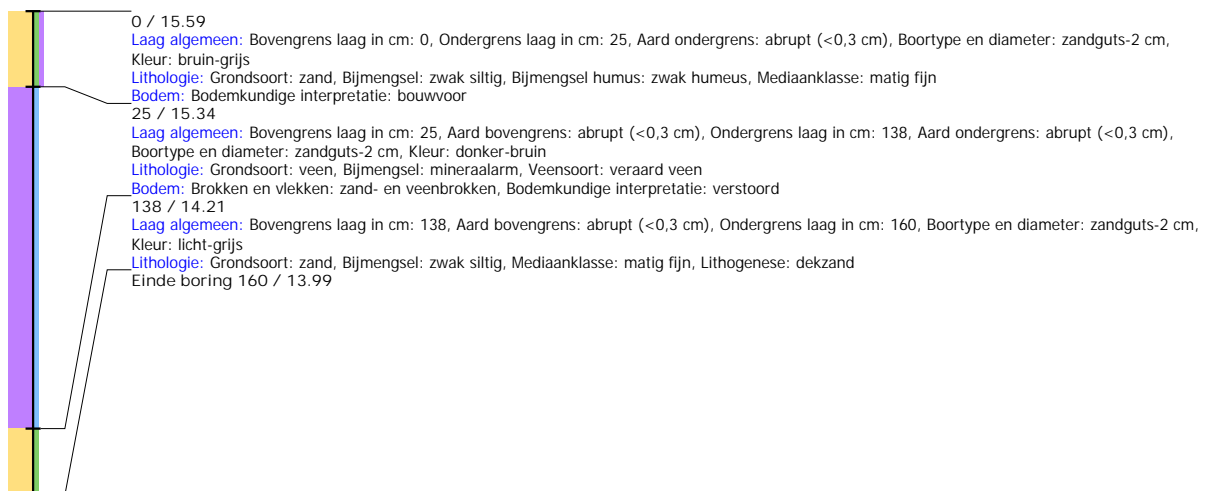 0 / 15.59
Laag algemeen: Bovengrens laag in cm: 0, Ondergrens laag in cm: 25, Aard ondergrens: abrupt (<0,3 cm), Boortype en diameter: zandguts-2 cm,
Kleur: bruin-grijs
Lithologie: Grondsoort: zand, Bijmengsel: zwak siltig, Bijmengsel humus: zwak humeus, Mediaanklasse: matig fijn
Bodem: Bodemkundige interpretatie: bouwvoor
25 / 15.34
Laag algemeen: Bovengrens laag in cm: 25, Aard bovengrens: abrupt (<0,3 cm), Ondergrens laag in cm: 138, Aard ondergrens: abrupt (<0,3 cm),
Boortype en diameter: zandguts-2 cm, Kleur: donker-bruin
Lithologie: Grondsoort: veen, Bijmengsel: mineraalarm, Veensoort: veraard veen
Bodem: Brokken en vlekken: zand- en veenbrokken, Bodemkundige interpretatie: verstoord
138 / 14.21
Laag algemeen: Bovengrens laag in cm: 138, Aard bovengrens: abrupt (<0,3 cm), Ondergrens laag in cm: 160, Boortype en diameter: zandguts-2 cm,
Kleur: licht-grijs
Lithologie: Grondsoort: zand, Bijmengsel: zwak siltig, Mediaanklasse: matig fijn, Lithogenese: dekzand
Einde boring 160 / 13.99